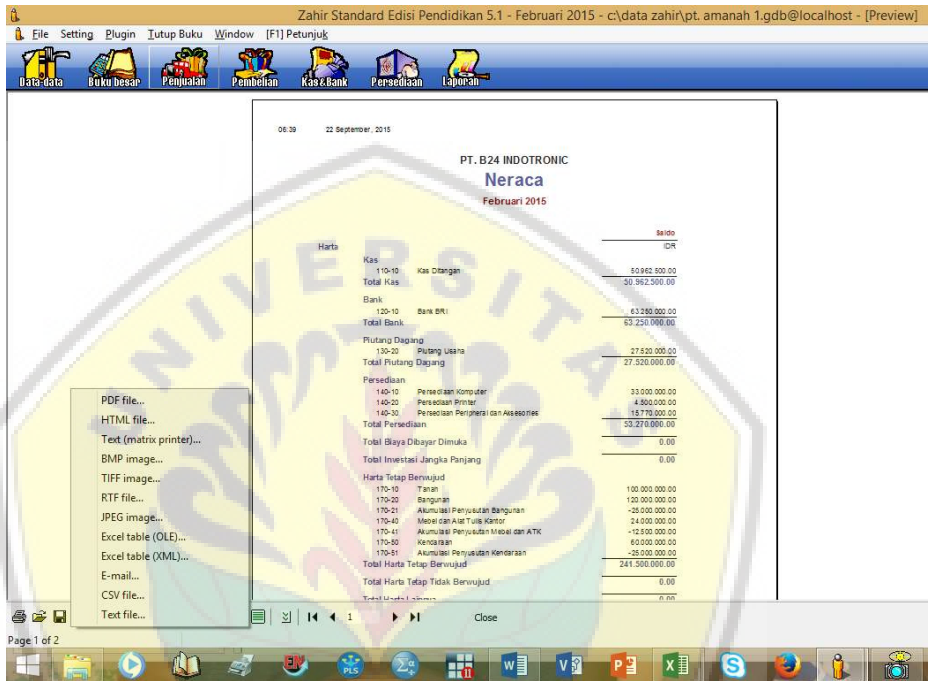 Zahir Standard Edisi Pendidikan 5.1 - Februari 2015 - c:\data zahir\pt. amanah 1.gdb@localhost - [Preview]
File Setting Plugin Tutup Buku Window [F1] Petunjuk
Data-data Buku besar Penjualan Pembelian Kas&Bank Persediaan Laporan
06:39 22 September, 2015
PT. B24 INDOTRONIC
Neraca
Februari 2015
Saldo
Harta IDR
Kas
110-10 Kas Ditangan 50.962.500.00
Total Kas 50.962.500.00
Bank
120-10 Bank BRI 63.250.000.00
Total Bank 63.250.000.00
Piutang Dagang
130-20 Piutang Usaha 27.520.000.00
Total Piutang Dagang 27.520.000.00
Persediaan
140-10 Persediaan Komputer 33.000.000.00
140-20 Persediaan Printer 4.500.000.00
140-30 Persediaan Peripheral dan Aksesories 15.770.000.00
Total Persediaan 53.270.000.00
Total Biaya Dibayar Dimuka 0.00
Total Investasi Jangka Panjang 0.00
Harta Tetap Berwujud
170-10 Tanah 100.000.000.00
170-20 Bangunan 120.000.000.00
170-21 Akumulasi Penyusutan Bangunan -25.000.000.00
170-40 Mebel dan Alat Tulis Kantor 24.000.000.00
170-41 Akumulasi Penyusutan Mebel dan ATK -12.500.000.00
170-50 Kendaraan 60.000.000.00
170-51 Akumulasi Penyusutan Kendaraan -25.000.000.00
Total Harta Tetap Berwujud 241.500.000.00
Total Harta Tetap Tidak Berwujud 0.00
Total Harta Lainnya 0.00
PDF file...
HTML file...
Text (matrix printer)...
BMP image...
TIFF image...
RTF file...
JPEG image...
Excel table (OLE)...
Excel table (XML)...
E-mail...
CSV file...
Text file...
1 Close
Page 1 of 2
UNIVERSITAS